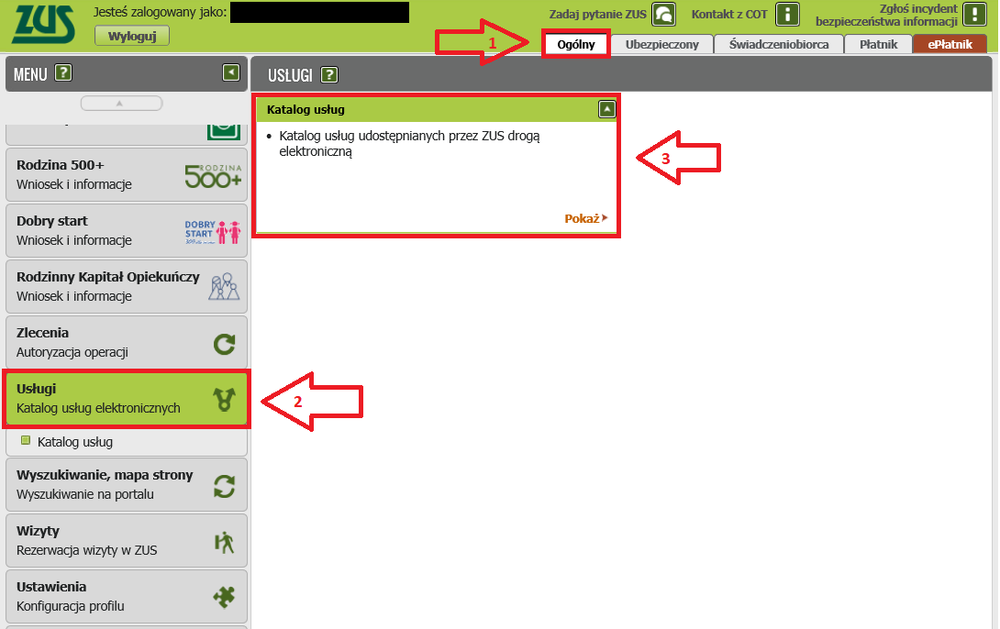 ZUS
Jesteś zalogowany jako:
Wyloguj
Zadaj pytanie ZUS
Kontakt z COT
i
Zgłoś incydent
bezpieczeństwa informacji
!
1
Ogólny
Ubezpieczony
Świadczeniobiorca
Płatnik
ePłatnik
MENU ?
USŁUGI ?
Rodzina 500+
Wniosek i informacje
RODZINA
500+
Dobry start
Wniosek i informacje
DOBRY
START
Rodzinny Kapitał Opiekuńczy
Wniosek i informacje
Zlecenia
Autoryzacja operacji
Usługi
Katalog usług elektronicznych
2
Katalog usług
Wyszukiwanie, mapa strony
Wyszukiwanie na portalu
Wizyty
Rezerwacja wizyty w ZUS
Ustawienia
Konfiguracja profilu
Katalog usług
• Katalog usług udostępnianych przez ZUS drogą
elektroniczną
Pokaż
3